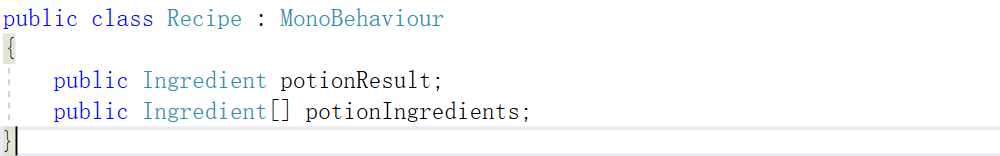 public class Recipe : MonoBehaviour
{
    public Ingredient potionResult;
    public Ingredient[] potionIngredients;
}